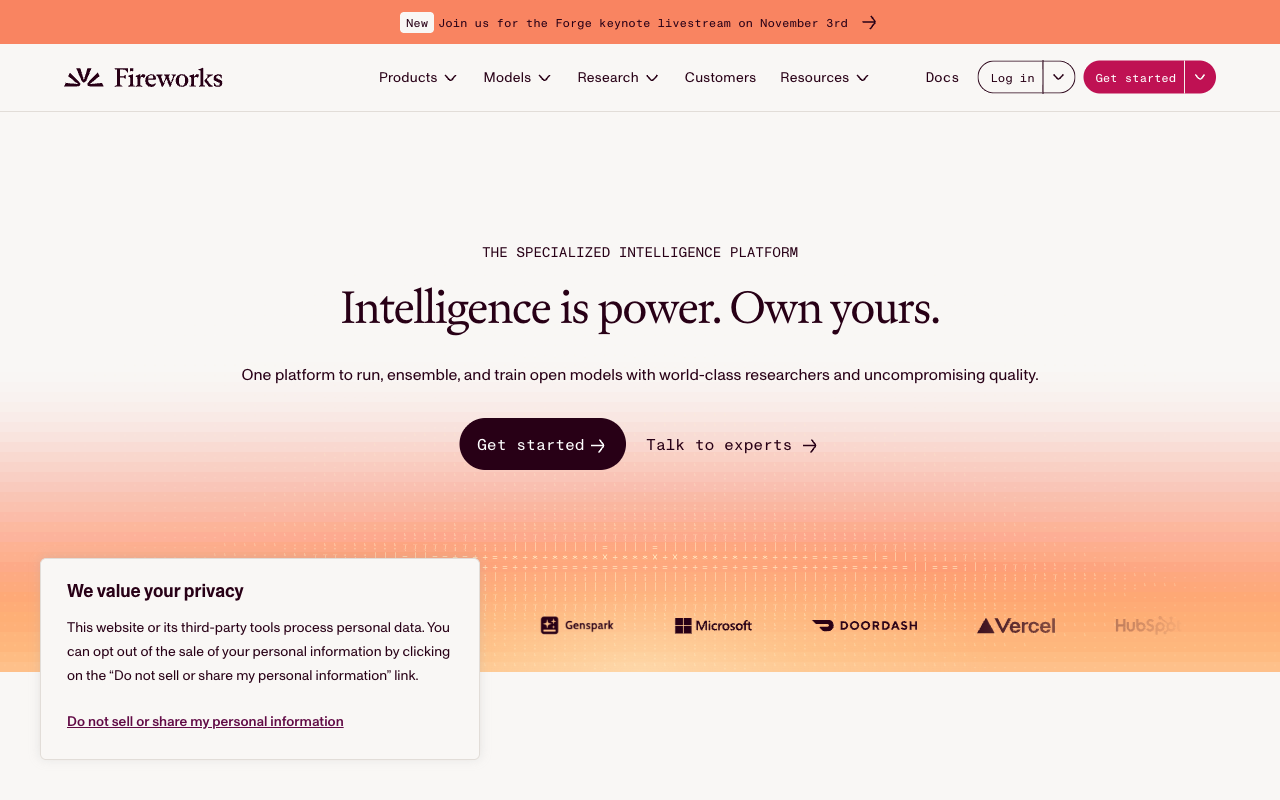 New Join us for the Forge keynote livestream on November 3rd
Fireworks
Products
Models
Research
Customers
Resources
Docs
Log in
Get started
THE SPECIALIZED INTELLIGENCE PLATFORM
Intelligence is power. Own yours.
One platform to run, ensemble, and train open models with world-class researchers and uncompromising quality.
Get started
Talk to experts
Genspark
Microsoft
DOORDASH
Vercel
HubSpot
We value your privacy
This website or its third-party tools process personal data. You
can opt out of the sale of your personal information by clicking
on the “Do not sell or share my personal information” link.
Do not sell or share my personal information